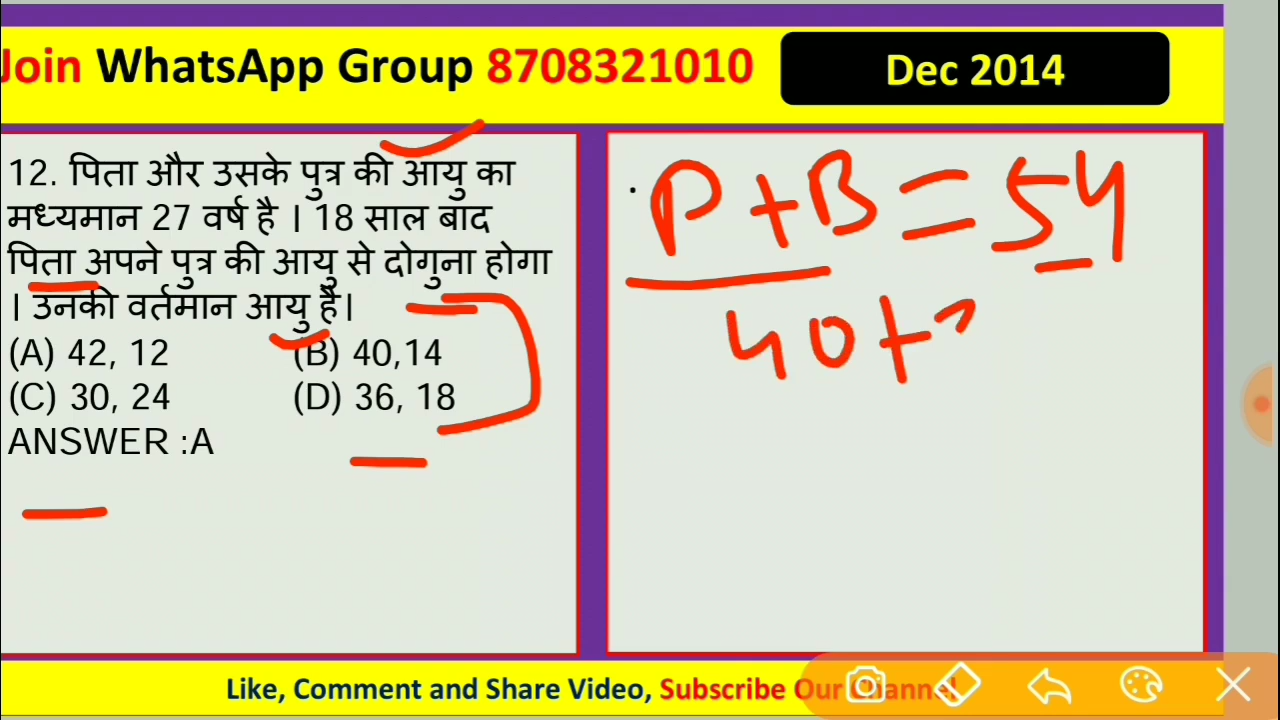 Join WhatsApp Group 8708321010
Dec 2014
12. पिता और उसके पुत्र की आयु का
मध्यमान 27 वर्ष है । 18 साल बाद
पिता अपने पुत्र की आयु से दोगुना होगा
। उनकी वर्तमान आयु है।
(A) 42, 12 (B) 40,14
(C) 30, 24 (D) 36, 18
ANSWER :A
P+B=54
40+
Like, Comment and Share Video, Subscribe Our Channel